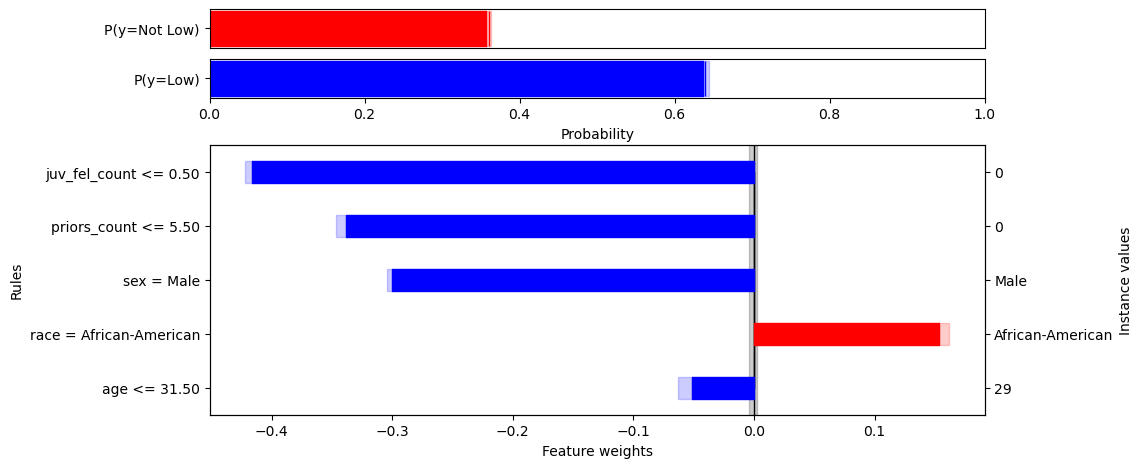 P(y=Not Low)
P(y=Low)
0.0 0.2 0.4 0.6 0.8 1.0
Probability
juv_fel_count <= 0.50 0
priors_count <= 5.50 0
sex = Male Male
race = African-American African-American
age <= 31.50 29
Rules
Instance values
−0.4 −0.3 −0.2 −0.1 0.0 0.1
Feature weights